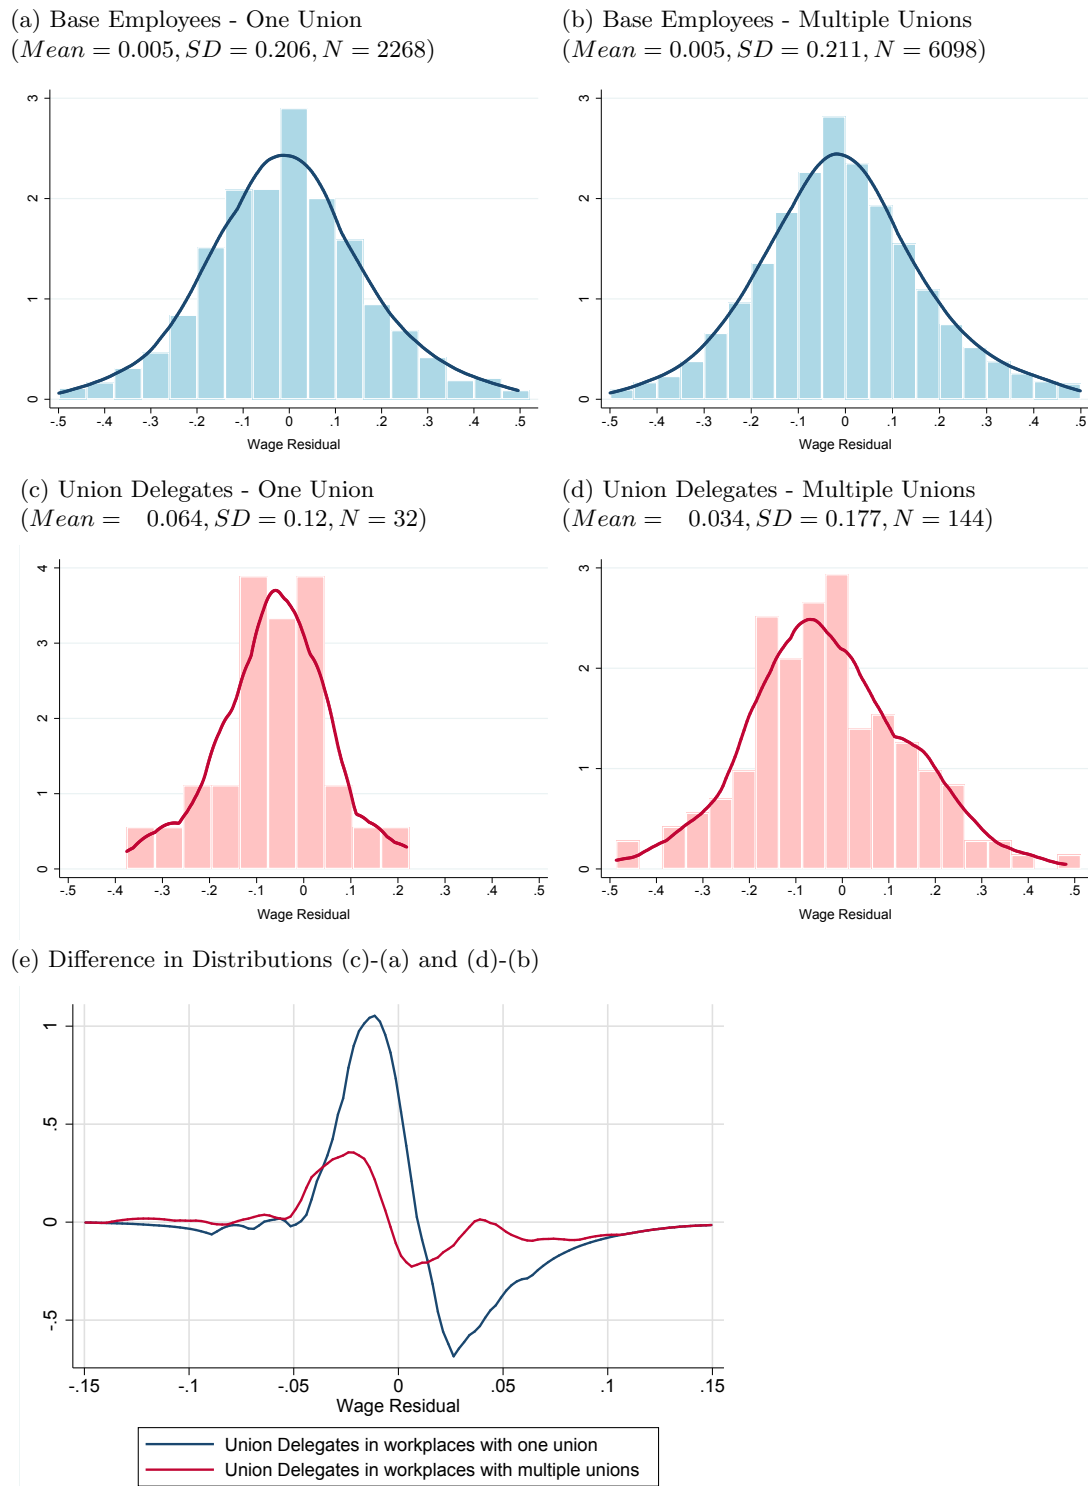 (a) Base Employees - One Union
(Mean = 0.005, SD = 0.206, N = 2268)
(b) Base Employees - Multiple Unions
(Mean = 0.005, SD = 0.211, N = 6098)
3
2
1
0
-.5 -.4 -.3 -.2 -.1 0 .1 .2 .3 .4 .5
Wage Residual
3
2
1
0
-.5 -.4 -.3 -.2 -.1 0 .1 .2 .3 .4 .5
Wage Residual
(c) Union Delegates - One Union
(Mean = 0.064, SD = 0.12, N = 32)
(d) Union Delegates - Multiple Unions
(Mean = 0.034, SD = 0.177, N = 144)
4
3
2
1
0
-.5 -.4 -.3 -.2 -.1 0 .1 .2 .3 .4 .5
Wage Residual
3
2
1
0
-.5 -.4 -.3 -.2 -.1 0 .1 .2 .3 .4 .5
Wage Residual
(e) Difference in Distributions (c)-(a) and (d)-(b)
1
.5
0
-.5
-.15 -.1 -.05 0 .05 .1 .15
Wage Residual
Union Delegates in workplaces with one union
Union Delegates in workplaces with multiple unions